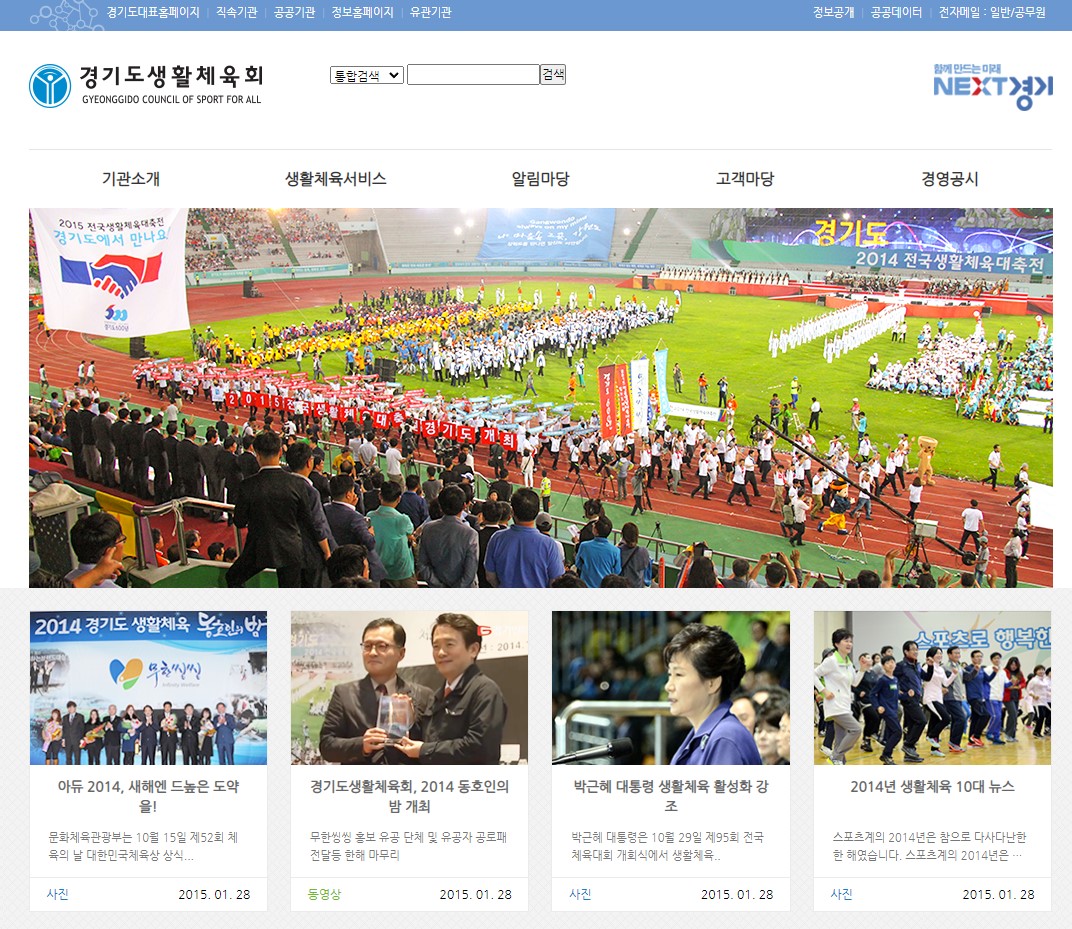 경기도대표홈페이지 직속기관 공공기관 정보홈페이지 유관기관 정보공개 공공데이터 전자메일 : 일반/공무원
경기도생활체육회
GYEONGGIDO COUNCIL OF SPORT FOR ALL
통합검색 검색
함께 만드는 미래
NEXT경기
기관소개 생활체육서비스 알림마당 고객마당 경영공시
2015 전국생활체육대축전
경기도에서 만나요!
경기도
2014 전국생활체육대축전
2015전국생활체육대축전 경기도 개최
2014 경기도 생활체육 동호인의 밤
무한씽씽
스포츠로 행복한
아듀 2014, 새해엔 드높은 도약
을!
문화체육관광부는 10월 15일 제52회 체
육의 날 대한민국체육상 상식...
사진 2015. 01. 28
경기도생활체육회, 2014 동호인의
밤 개최
무한씽씽 홍보 유공 단체 및 유공자 공로패
전달등 한해 마무리
동영상 2015. 01. 28
박근혜 대통령 생활체육 활성화 강
조
박근혜 대통령은 10월 29일 제95회 전국
체육대회 개회식에서 생활체육..
사진 2015. 01. 28
2014년 생활체육 10대 뉴스
스포츠계의 2014년은 참으로 다사다난한
한 해였습니다. 스포츠계의 2014년은 …
사진 2015. 01. 28